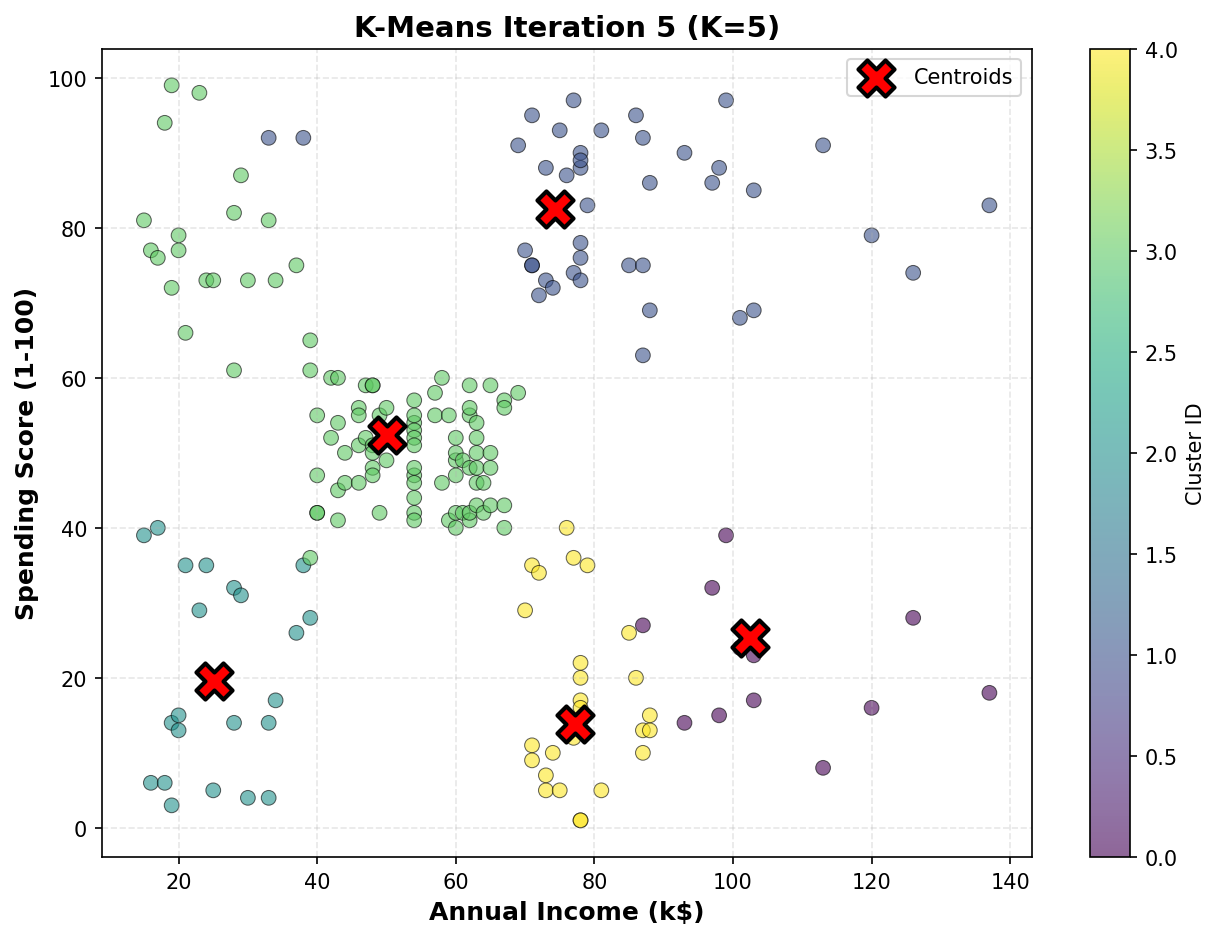 K-Means Iteration 5 (K=5)
Centroids
Spending Score (1-100)
100
80
60
40
20
0
20 40 60 80 100 120 140
Annual Income (k$)
4.0
3.5
3.0
2.5
2.0
1.5
1.0
0.5
0.0
Cluster ID